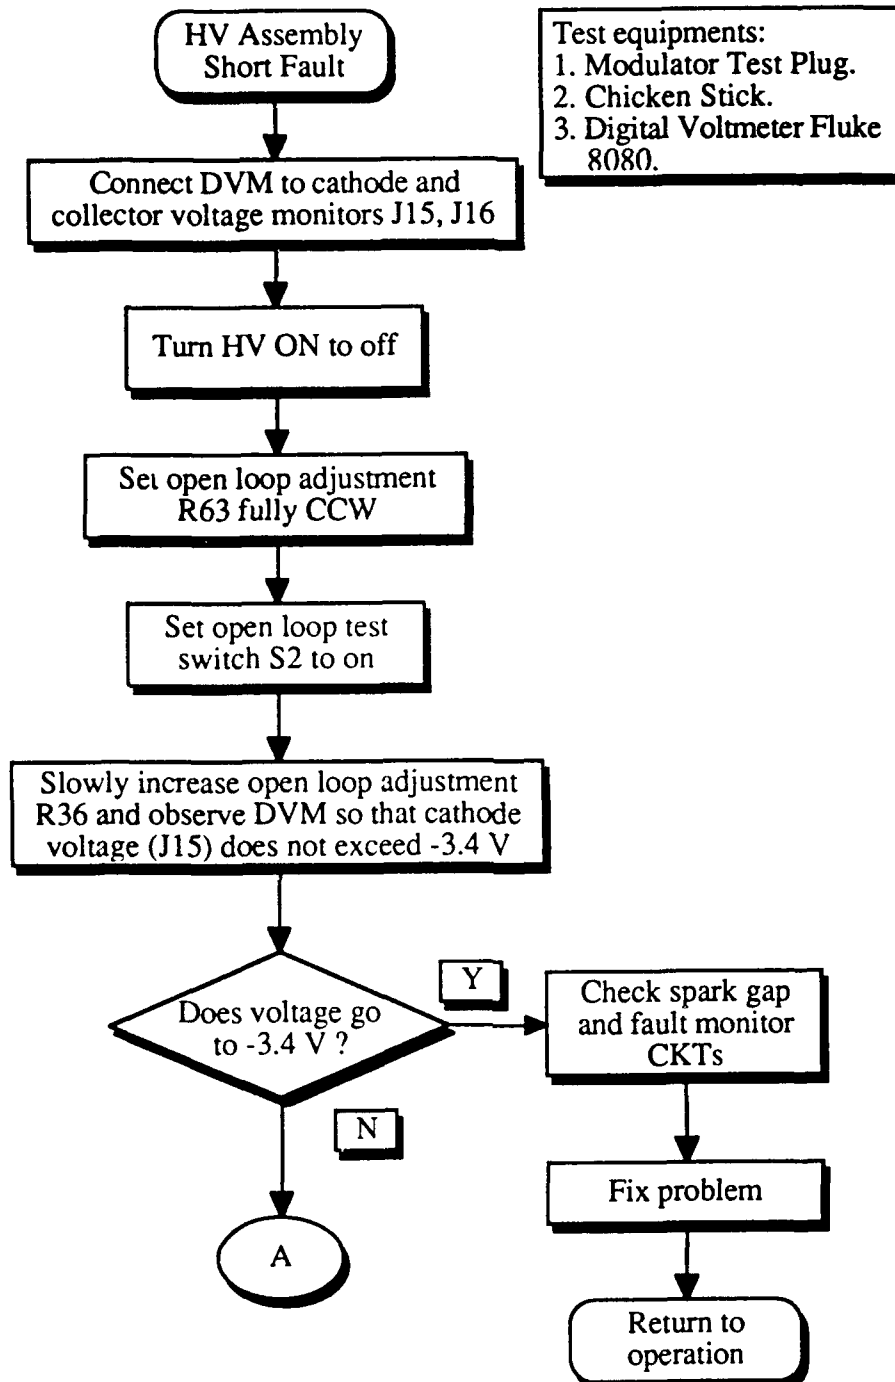 HV Assembly
Short Fault
Test equipments:
1. Modulator Test Plug.
2. Chicken Stick.
3. Digital Voltmeter Fluke
8080.
Connect DVM to cathode and
collector voltage monitors J15, J16
Turn HV ON to off
Set open loop adjustment
R63 fully CCW
Set open loop test
switch S2 to on
Slowly increase open loop adjustment
R36 and observe DVM so that cathode
voltage (J15) does not exceed -3.4 V
Does voltage go
to -3.4 V ?
Y
Check spark gap
and fault monitor
CKTs
N
Fix problem
A
Return to
operation